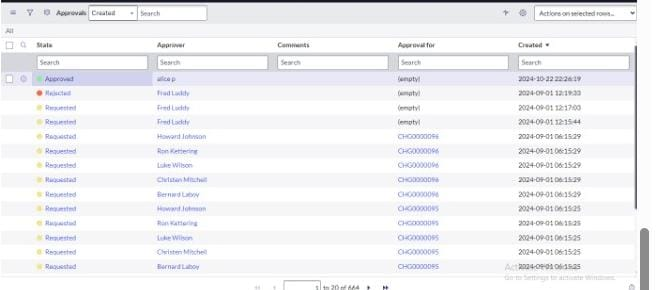 Approvals Created Search Actions on selected rows...
All
State Approver Comments Approval for Created
Search Search Search Search Search
Approved alice p (empty) 2024-10-22 22:26:19
Rejected Fred Luddy (empty) 2024-09-01 12:19:33
Requested Fred Luddy (empty) 2024-09-01 12:17:03
Requested Fred Luddy (empty) 2024-09-01 12:15:44
Requested Howard Johnson CHG0000096 2024-09-01 06:15:29
Requested Ron Kettering CHG0000096 2024-09-01 06:15:29
Requested Luke Wilson CHG0000096 2024-09-01 06:15:29
Requested Christen Mitchell CHG0000096 2024-09-01 06:15:29
Requested Bernard Laboy CHG0000096 2024-09-01 06:15:29
Requested Howard Johnson CHG0000095 2024-09-01 06:15:25
Requested Ron Kettering CHG0000095 2024-09-01 06:15:25
Requested Luke Wilson CHG0000095 2024-09-01 06:15:25
Requested Christen Mitchell CHG0000095 2024-09-01 06:15:25
Requested Bernard Laboy CHG0000095 2024-09-01 06:15:25
Go to Settings to activate Windows.
1 to 20 of 664